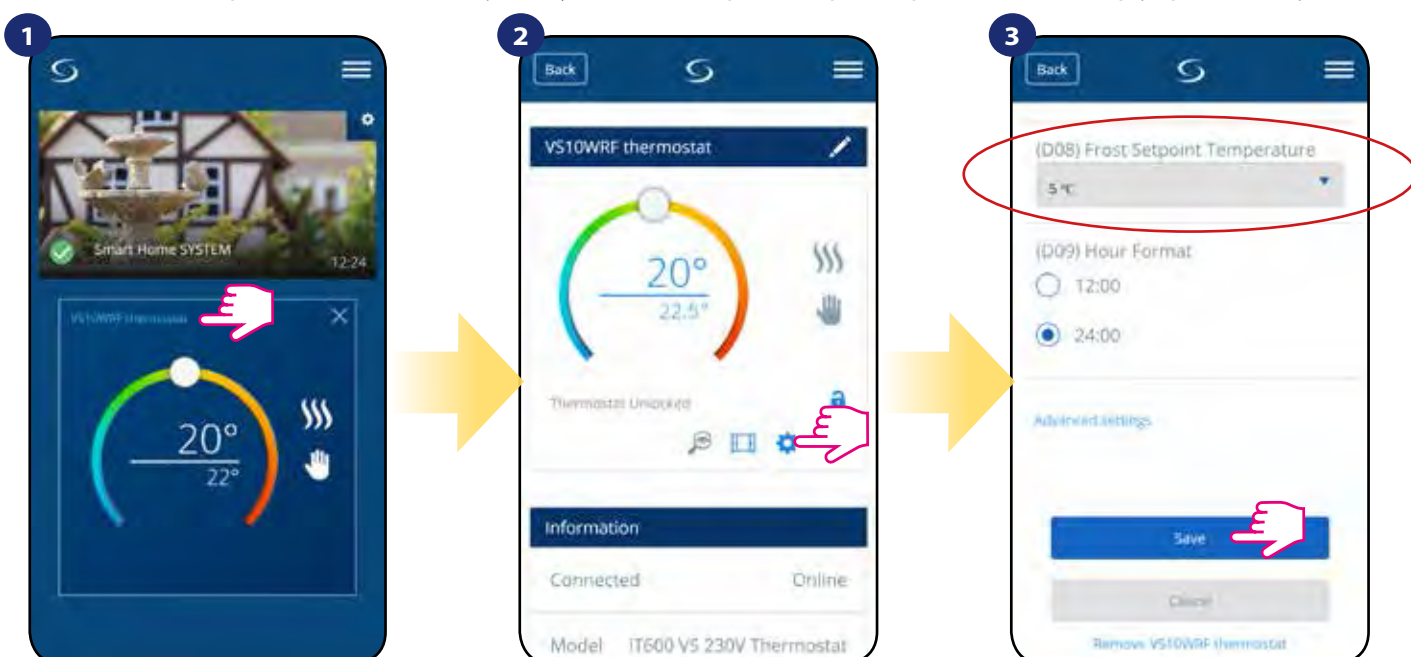 1
Smart Home SYSTEM
12:24
VS10WRF thermostat
20°
22°
2
Back
VS10WRF thermostat
20°
22.5°
Thermostat Unlocked
Information
Connected Online
Model IT600 VS 230V Thermostat
3
Back
(D08) Frost Setpoint Temperature
5 °C
(D09) Hour Format
12:00
24:00
Advanced settings
Save
Cancel
Remove VS10WRF thermostat